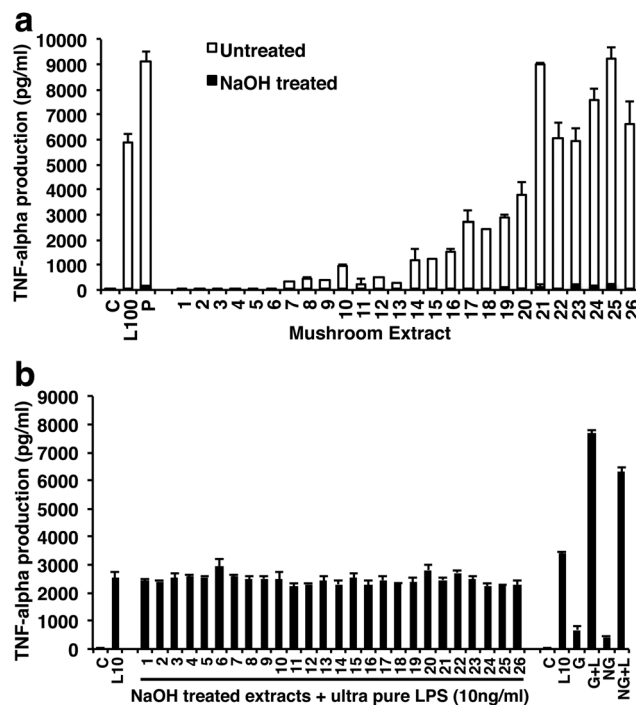 a
TNF-alpha production (pg/ml)
10000
9000
8000
7000
6000
5000
4000
3000
2000
1000
0
Untreated
NaOH treated
C L100 P 1 2 3 4 5 6 7 8 9 10 11 12 13 14 15 16 17 18 19 20 21 22 23 24 25 26
Mushroom Extract
b
TNF-alpha production (pg/ml)
9000
8000
7000
6000
5000
4000
3000
2000
1000
0
C L10 1 2 3 4 5 6 7 8 9 10 11 12 13 14 15 16 17 18 19 20 21 22 23 24 25 26 C L10 G G+L NG NG+L
NaOH treated extracts + ultra pure LPS (10ng/ml)